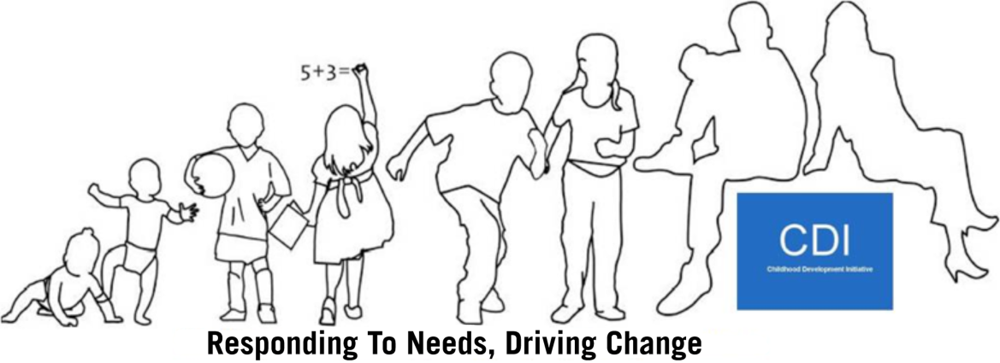 5+3=
CDI
Childhood Development Initiative
Responding To Needs, Driving Change